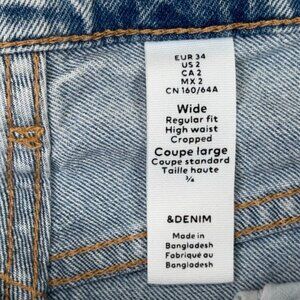 EUR 34
US 2
CA 2
MX 2
CN 160/64A
Wide
Regular fit
High waist
Cropped
Coupe large
Coupe standard
Taille haute
¾
&DENIM
Made in
Bangladesh
Fabriqué au
Bangladesh